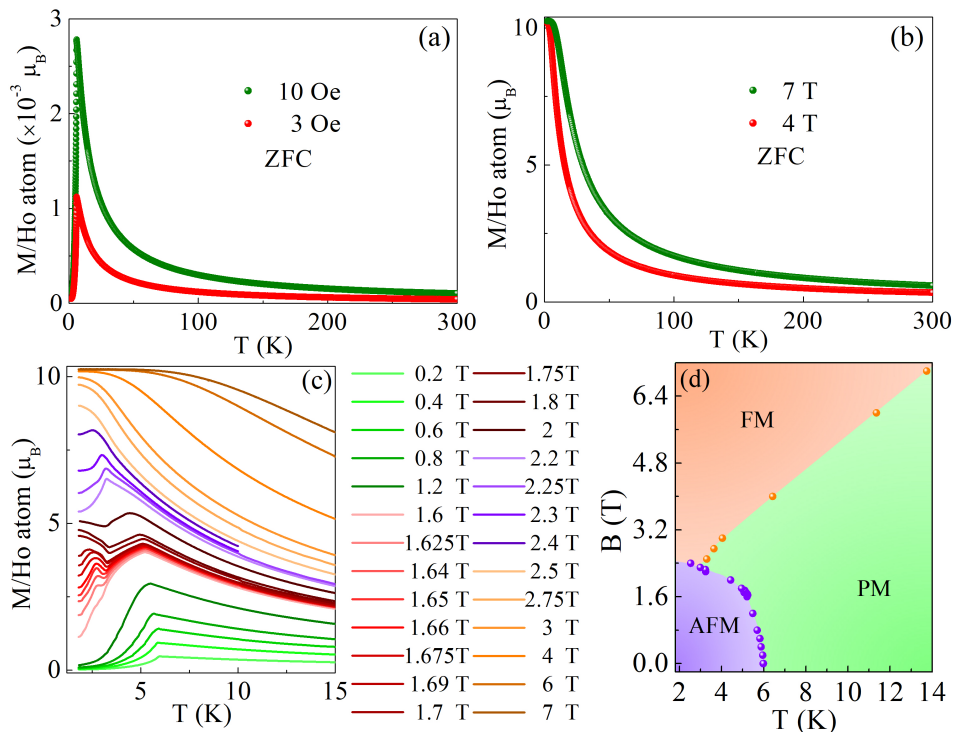 (a)
10 Oe
3 Oe
ZFC
M/Ho atom (×10⁻³ μB)
3
2
1
0
0 100 200 300
T (K)
(b)
7 T
4 T
ZFC
M/Ho atom (μB)
10
5
0
0 100 200 300
T (K)
(c)
M/Ho atom (μB)
10
5
0
5 10 15
T (K)
0.2 T 1.75T
0.4 T 1.8 T
0.6 T 2 T
0.8 T 2.2 T
1.2 T 2.25T
1.6 T 2.3 T
1.625 T 2.4 T
1.64 T 2.5 T
1.65 T 2.75T
1.66 T 3 T
1.675T 4 T
1.69 T 6 T
1.7 T 7 T
(d)
FM
PM
AFM
B (T)
6.4
4.8
3.2
1.6
0.0
2 4 6 8 10 12 14
T (K)